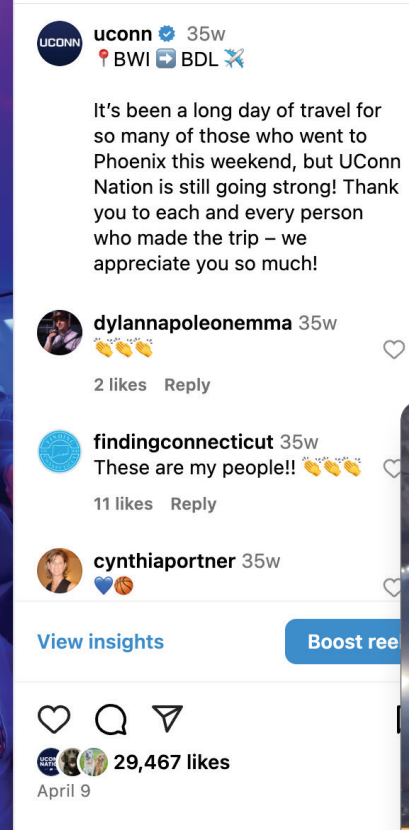 UCONN
uconn 35w
📍BWI ➡️ BDL ✈️
It's been a long day of travel for
so many of those who went to
Phoenix this weekend, but UConn
Nation is still going strong! Thank
you to each and every person
who made the trip – we
appreciate you so much!
dylannapoleonemma 35w
👏👏👏
2 likes Reply
findingconnecticut 35w
These are my people!! 👏👏👏
11 likes Reply
cynthiaportner 35w
💙🏀
View insights
Boost ree
29,467 likes
April 9